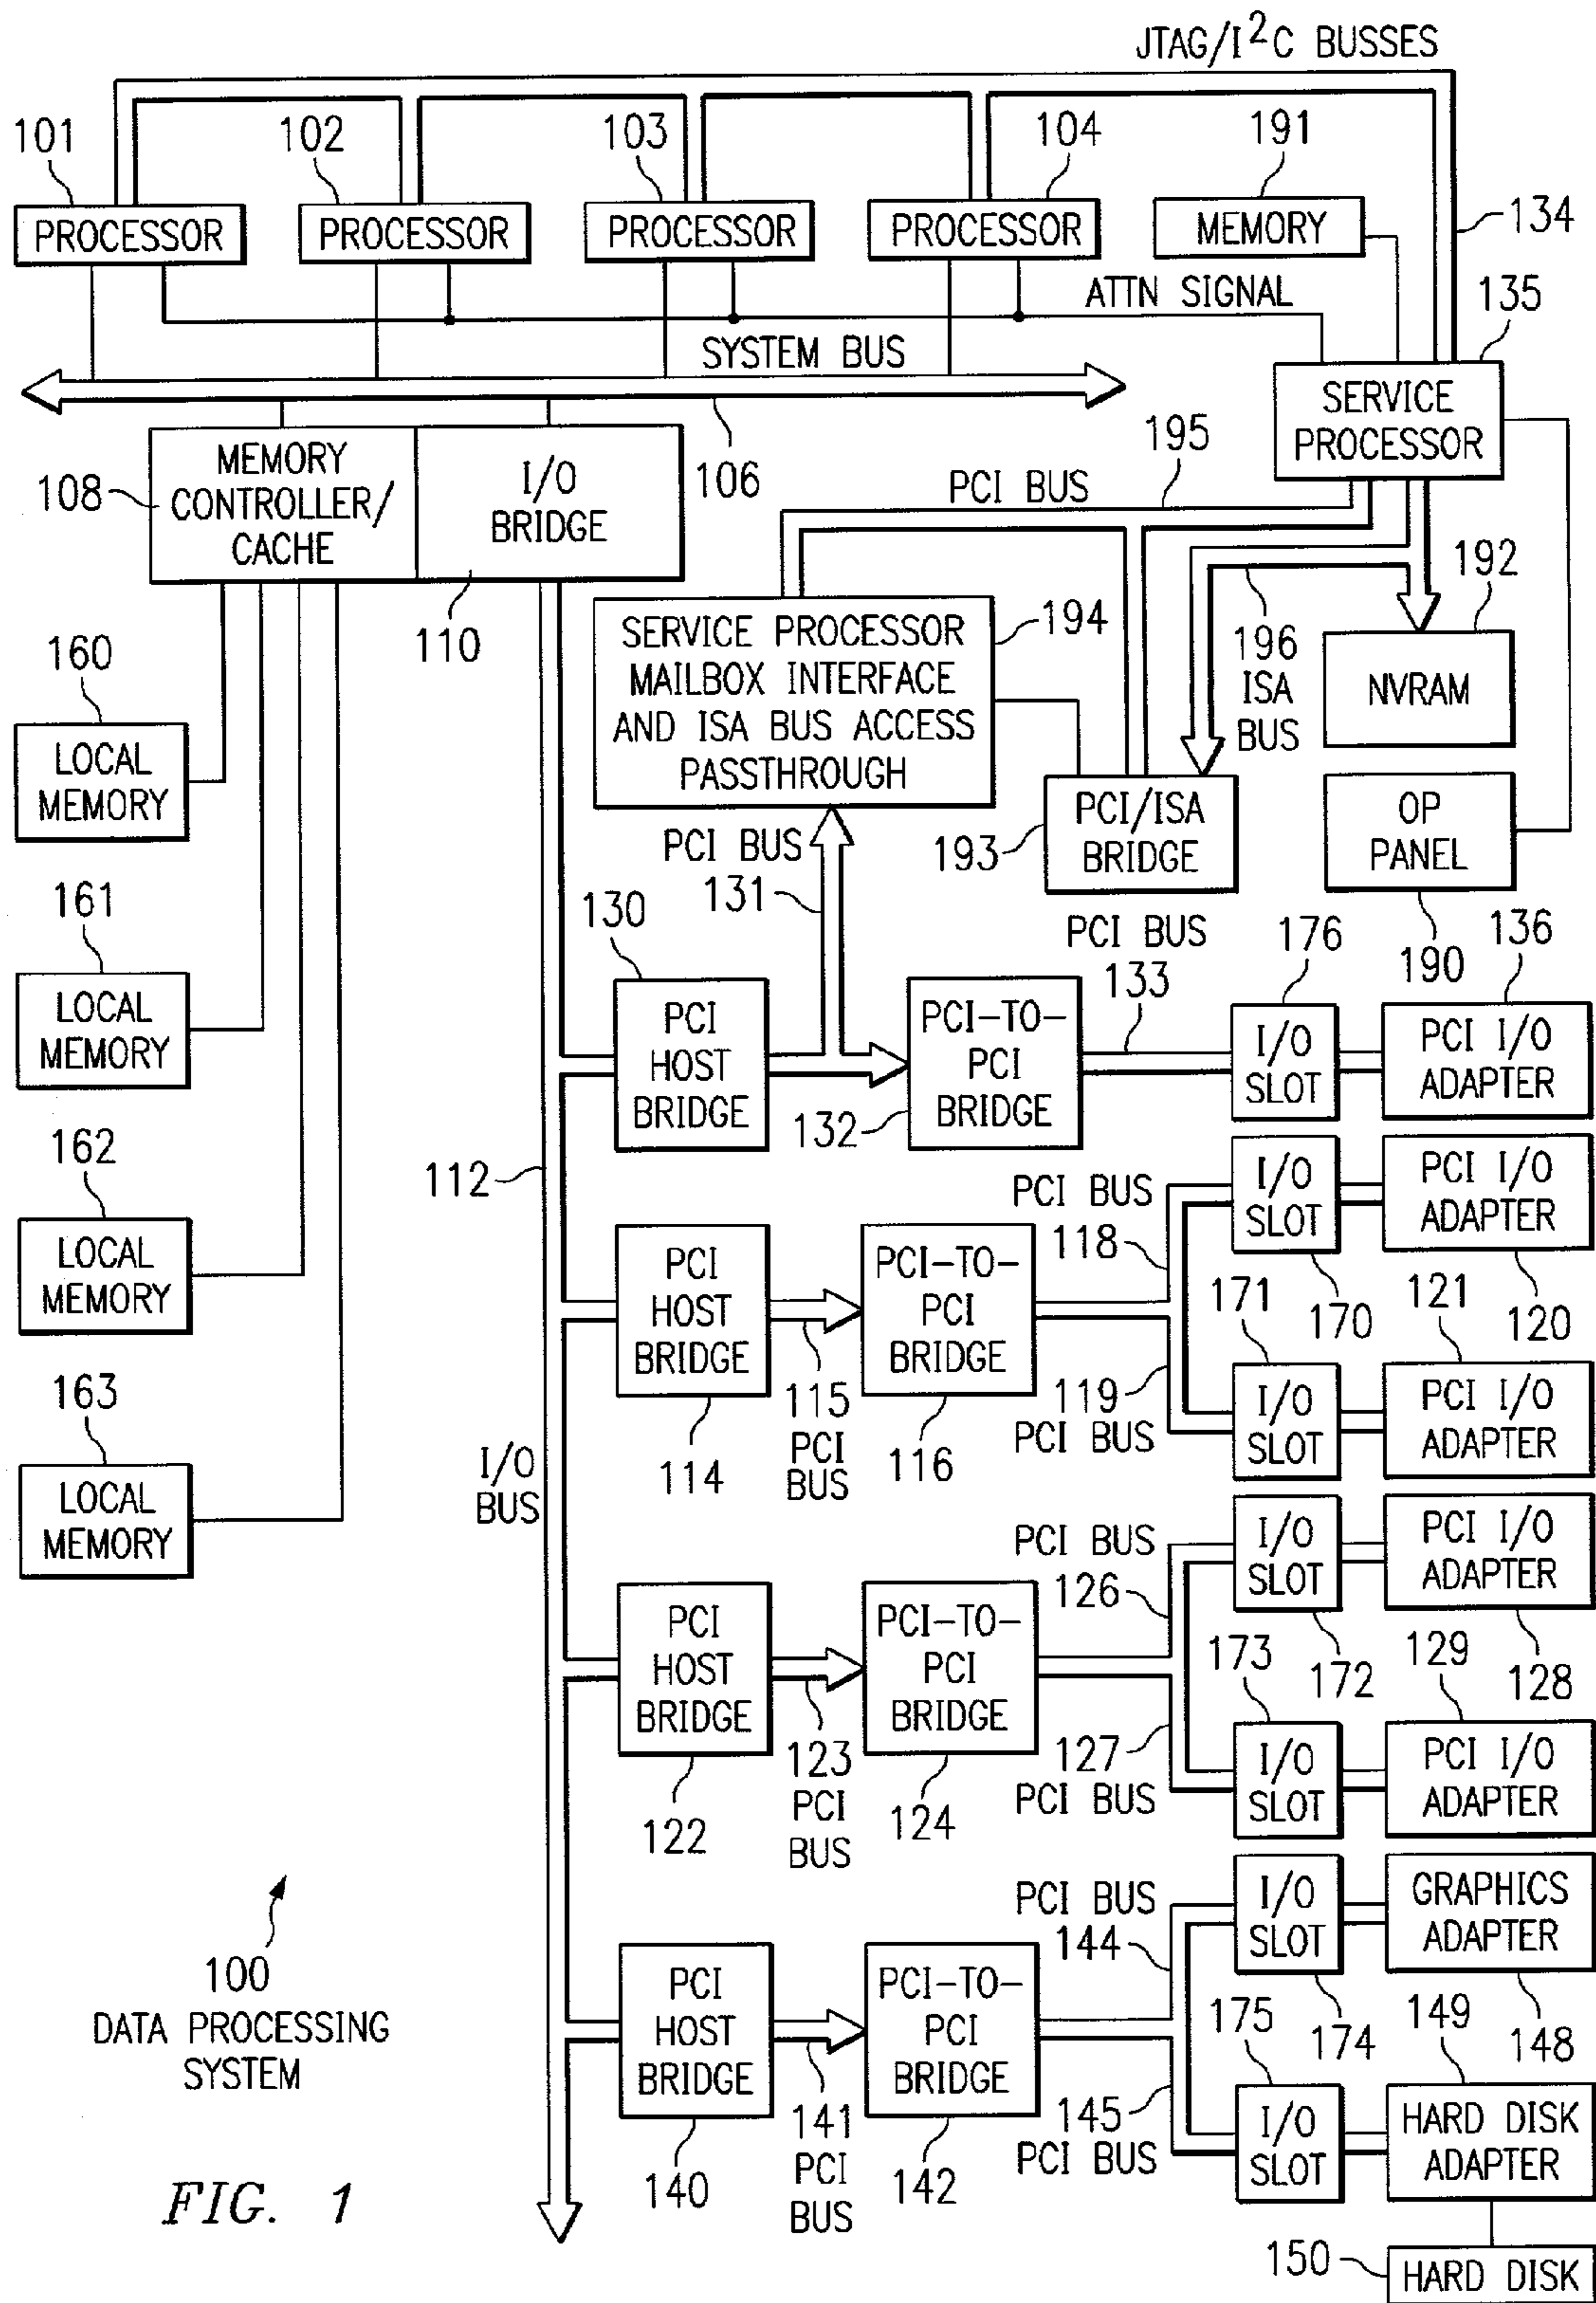 JTAG/I²C BUSSES
101
102
103
104
191
PROCESSOR
PROCESSOR
PROCESSOR
PROCESSOR
MEMORY
134
ATTN SIGNAL
135
SYSTEM BUS
SERVICE
PROCESSOR
108
MEMORY
CONTROLLER/
CACHE
I/O
BRIDGE
106
195
PCI BUS
110
192
194
SERVICE PROCESSOR
MAILBOX INTERFACE
AND ISA BUS ACCESS
PASSTHROUGH
196
ISA
BUS
NVRAM
160
LOCAL
MEMORY
PCI BUS
131
193
PCI/ISA
BRIDGE
OP
PANEL
190
161
LOCAL
MEMORY
130
PCI
HOST
BRIDGE
PCI-TO-
PCI
BRIDGE
132
PCI BUS
133
176
I/O
SLOT
136
PCI I/O
ADAPTER
162
LOCAL
MEMORY
112
PCI
HOST
BRIDGE
114
115
PCI
BUS
PCI-TO-
PCI
BRIDGE
116
PCI BUS
118
I/O
SLOT
170
PCI I/O
ADAPTER
120
119
PCI BUS
171
I/O
SLOT
121
PCI I/O
ADAPTER
163
LOCAL
MEMORY
I/O
BUS
PCI
HOST
BRIDGE
122
123
PCI
BUS
PCI-TO-
PCI
BRIDGE
124
PCI BUS
126
I/O
SLOT
172
PCI I/O
ADAPTER
128
127
PCI BUS
173
I/O
SLOT
129
PCI I/O
ADAPTER
100
DATA PROCESSING
SYSTEM
PCI
HOST
BRIDGE
140
141
PCI
BUS
PCI-TO-
PCI
BRIDGE
142
PCI BUS
144
I/O
SLOT
174
GRAPHICS
ADAPTER
148
145
PCI BUS
175
I/O
SLOT
149
HARD DISK
ADAPTER
150
HARD DISK
FIG. 1